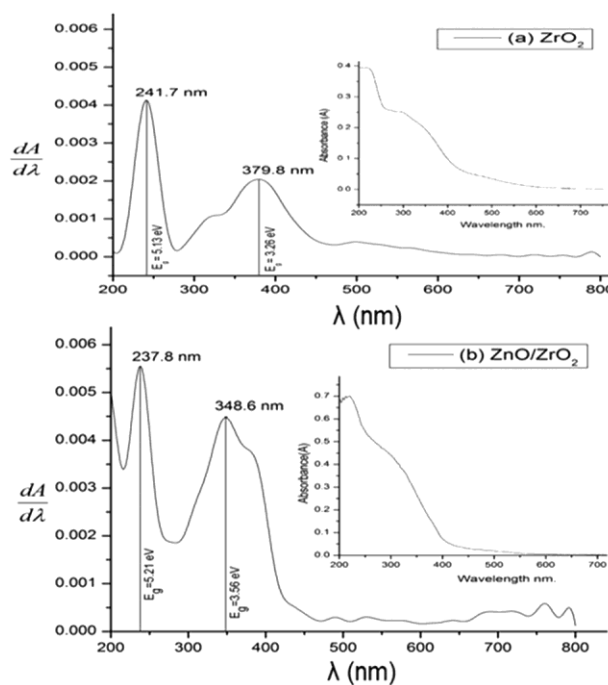 (a) ZrO₂
0.006
0.005
0.004
0.003
0.002
0.001
0.000
dA
dλ
241.7 nm
379.8 nm
E = 5.13 eV
E = 3.26 eV
200 300 400 500 600 700 800
λ (nm)
0.4
0.3
0.2
0.1
0.0
Absorbance (A)
200 300 400 500 600 700
Wavelength nm.
(b) ZnO/ZrO₂
0.006
0.005
0.004
0.003
0.002
0.001
0.000
dA
dλ
237.8 nm
348.6 nm
E_g=5.21 eV
E_g=3.56 eV
200 300 400 500 600 700 800
λ (nm)
0.7
0.6
0.5
0.4
0.3
0.2
0.1
0.0
Absorbance(A)
200 300 400 500 600 700
Wavelength nm.